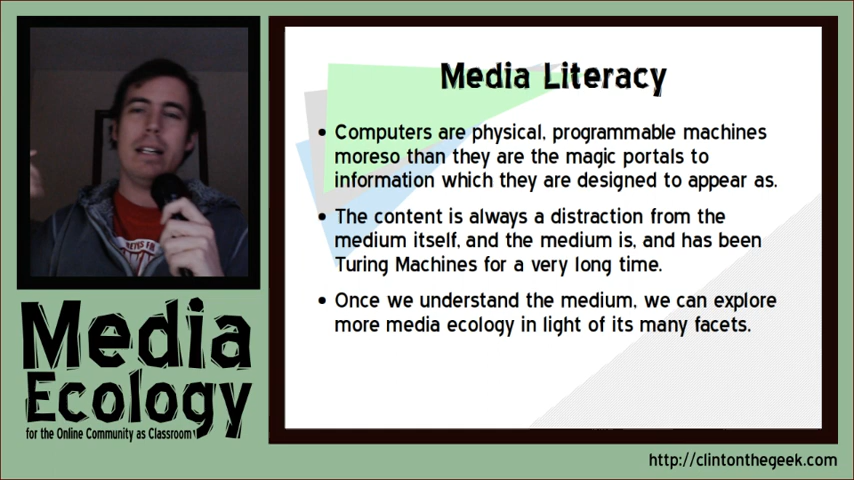 Media Literacy
• Computers are physical, programmable machines
moreso than they are the magic portals to
information which they are designed to appear as.
• The content is always a distraction from the
medium itself, and the medium is, and has been
Turing Machines for a very long time.
• Once we understand the medium, we can explore
more media ecology in light of its many facets.
Media
Ecology
for the Online Community as Classroom
http://clintonthegeek.com